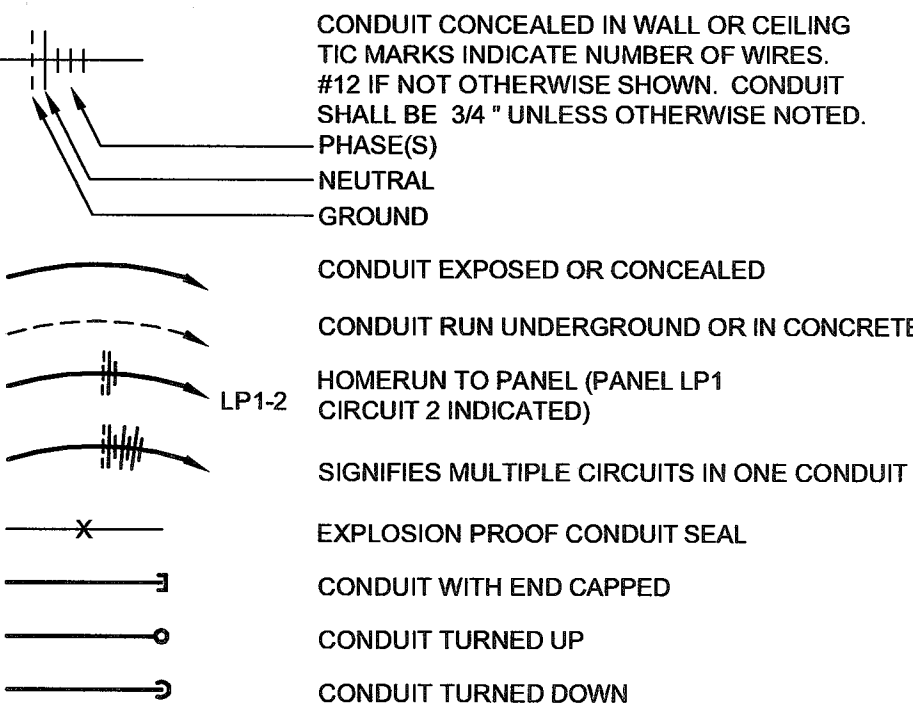 CONDUIT CONCEALED IN WALL OR CEILING
TIC MARKS INDICATE NUMBER OF WIRES.
#12 IF NOT OTHERWISE SHOWN. CONDUIT
SHALL BE 3/4 " UNLESS OTHERWISE NOTED.
PHASE(S)
NEUTRAL
GROUND
CONDUIT EXPOSED OR CONCEALED
CONDUIT RUN UNDERGROUND OR IN CONCRETE
HOMERUN TO PANEL (PANEL LP1
LP1-2 CIRCUIT 2 INDICATED)
SIGNIFIES MULTIPLE CIRCUITS IN ONE CONDUIT
X
EXPLOSION PROOF CONDUIT SEAL
CONDUIT WITH END CAPPED
CONDUIT TURNED UP
CONDUIT TURNED DOWN